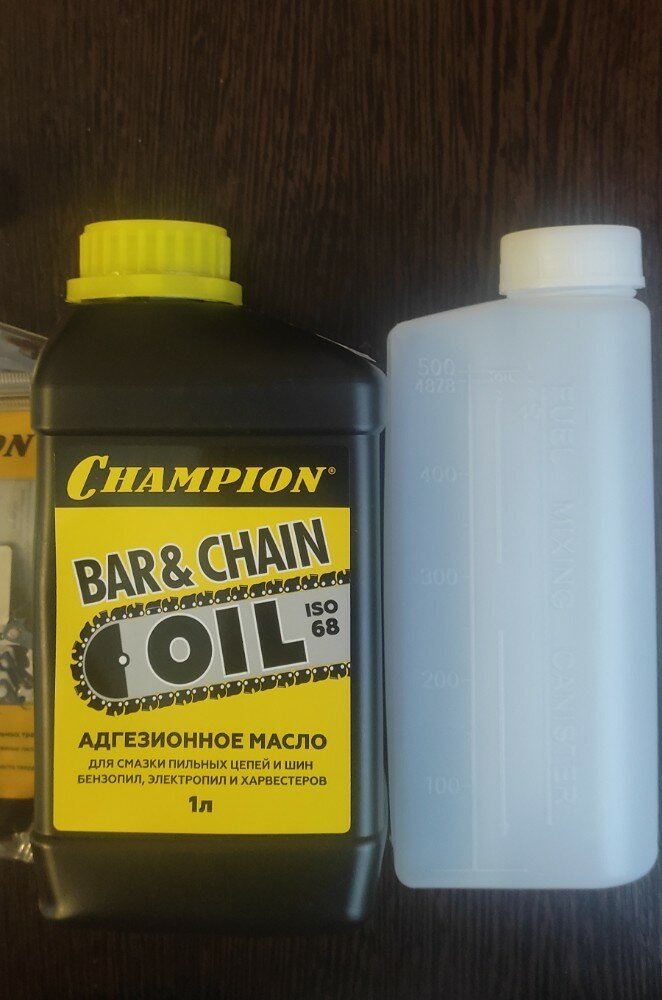 CHAMPION®
BAR & CHAIN
OIL ISO
68
АДГЕЗИОННОЕ МАСЛО
ДЛЯ СМАЗКИ ПИЛЬНЫХ ЦЕПЕЙ И ШИН
БЕНЗОПИЛ, ЭЛЕКТРОПИЛ И ХАРВЕСТЕРОВ
1л
ON
500
400
300
200
100
FUEL MIXING CANISTER